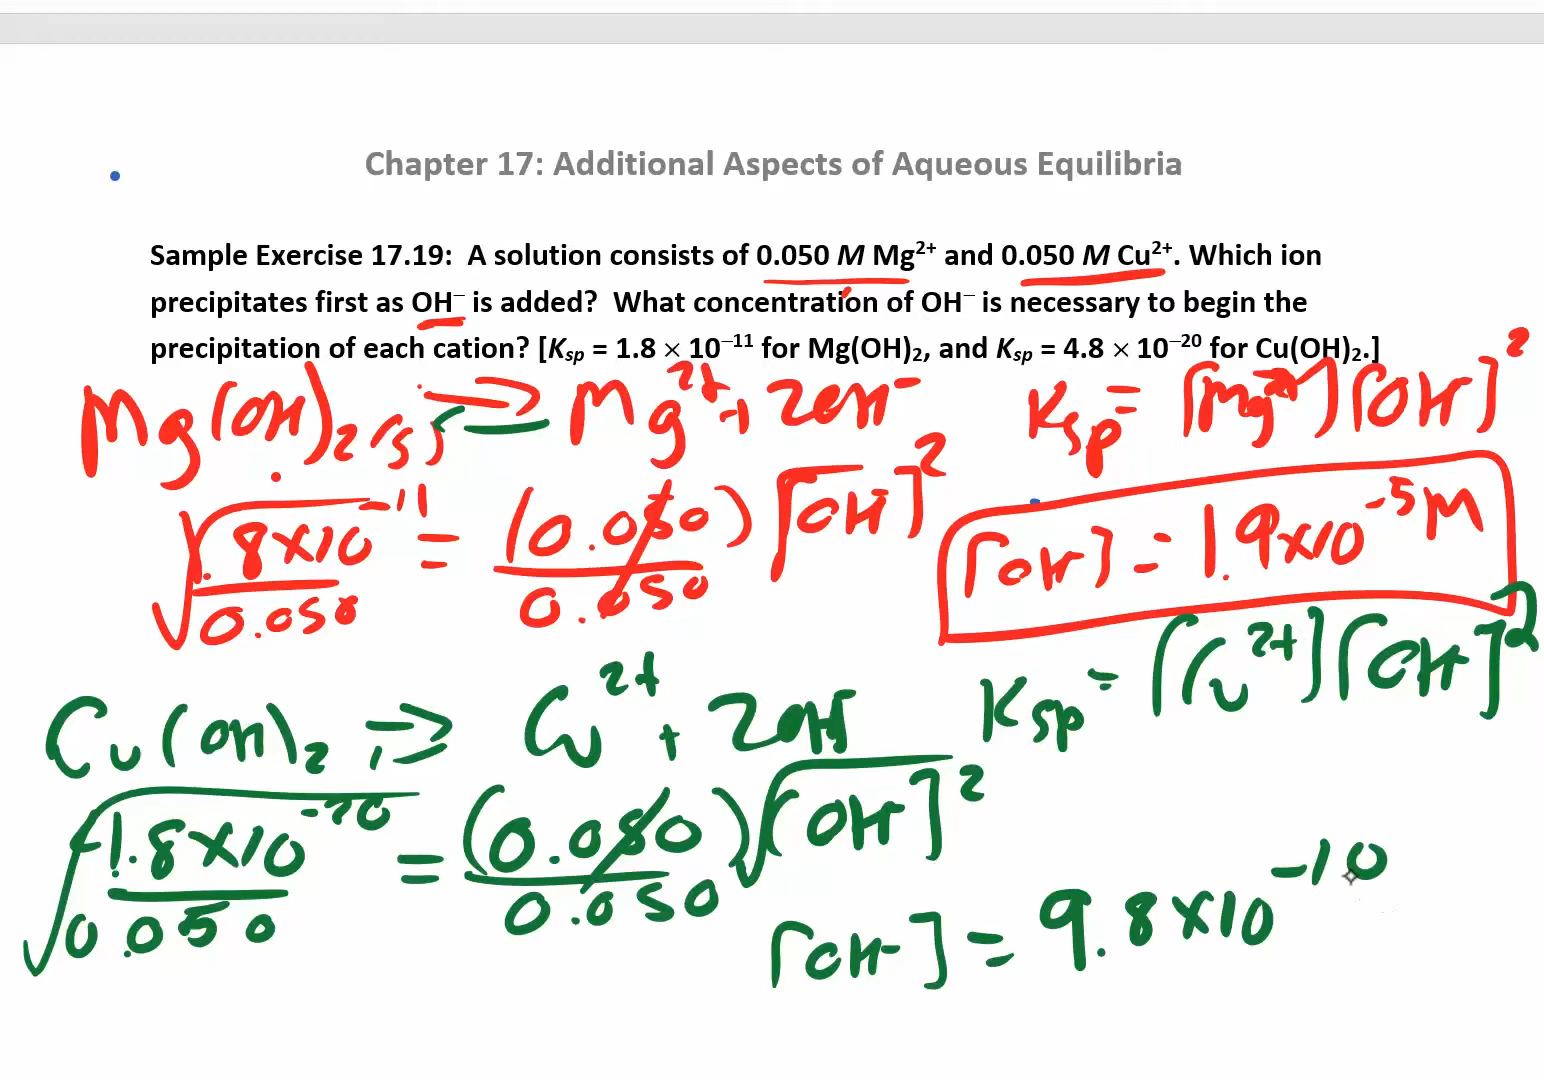 Chapter 17: Additional Aspects of Aqueous Equilibria
Sample Exercise 17.19: A solution consists of 0.050 M Mg²⁺ and 0.050 M Cu²⁺. Which ion
precipitates first as OH⁻ is added? What concentration of OH⁻ is necessary to begin the
precipitation of each cation? [Ksp = 1.8 × 10⁻¹¹ for Mg(OH)₂, and Ksp = 4.8 × 10⁻²⁰ for Cu(OH)₂.]
Mg(OH)₂(s) ⇌ Mg²⁺ + 2OH⁻ Ksp = [Mg²⁺][OH⁻]²
√1.8×10⁻¹¹/0.050 = (0.050)/0.050 √[OH⁻]² [OH⁻] = 1.9×10⁻⁵ M
Cu(OH)₂ ⇌ Cu²⁺ + 2OH⁻ Ksp = [Cu²⁺][OH⁻]²
√1.8×10⁻²⁰/0.050 = (0.050)/0.050 √[OH⁻]²
[OH⁻] = 9.8×10⁻¹⁰